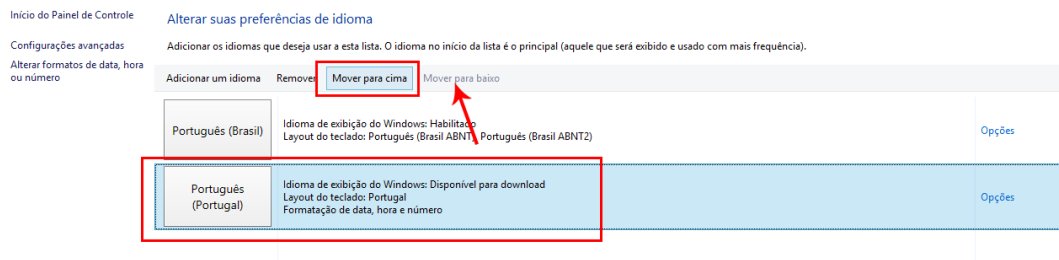 Início do Painel de Controle
Configurações avançadas
Alterar formatos de data, hora
ou número
Alterar suas preferências de idioma
Adicionar os idiomas que deseja usar a esta lista. O idioma no início da lista é o principal (aquele que será exibido e usado com mais frequência).
Adicionar um idioma Remover Mover para cima Mover para baixo
Português (Brasil)
Idioma de exibição do Windows: Habilitado
Layout do teclado: Português (Brasil ABNT), Português (Brasil ABNT2)
Opções
Português
(Portugal)
Idioma de exibição do Windows: Disponível para download
Layout do teclado: Portugal
Formatação de data, hora e número
Opções